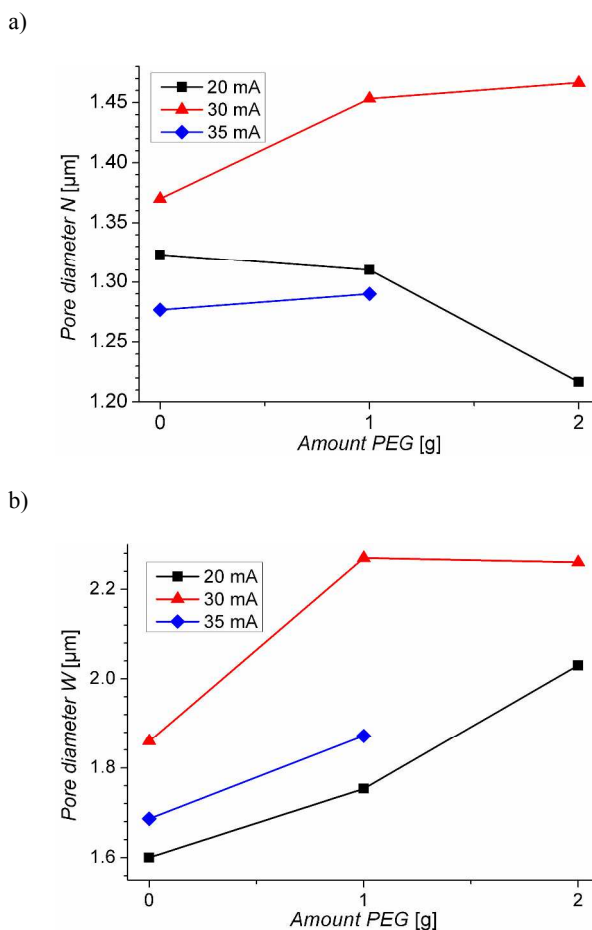 a)
20 mA
30 mA
35 mA
1.45
1.40
1.35
1.30
1.25
1.20
Pore diameter N [µm]
0 1 2
Amount PEG [g]
b)
20 mA
30 mA
35 mA
2.2
2.0
1.8
1.6
Pore diameter W [µm]
0 1 2
Amount PEG [g]